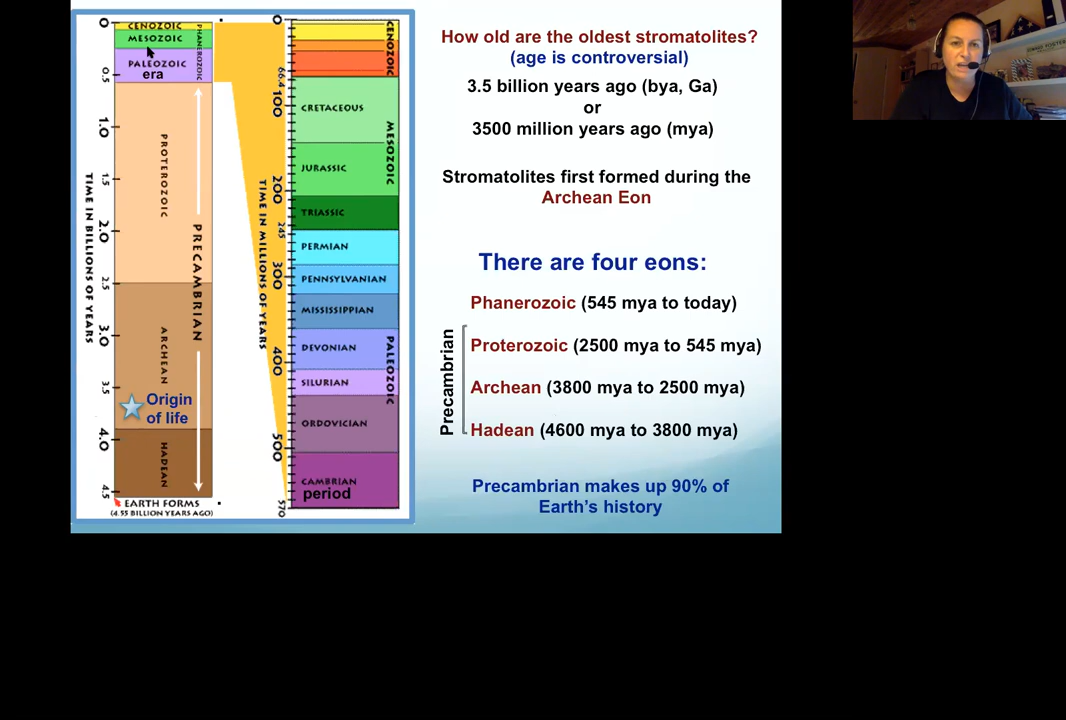 0
0.5
1.0
1.5
2.0
2.5
3.0
3.5
4.0
4.5
TIME IN BILLIONS OF YEARS
CENOZOIC
MESOZOIC
PALEOZOIC
era
PHANEROZOIC
PROTEROZOIC
PRECAMBRIAN
ARCHEAN
Origin
of life
HADEAN
EARTH FORMS
(4.55 BILLION YEARS AGO)
0
66.4
100
200
245
300
400
500
570
TIME IN MILLIONS OF YEARS
CENOZOIC
CRETACEOUS
MESOZOIC
JURASSIC
TRIASSIC
PERMIAN
PENNSYLVANIAN
MISSISSIPPIAN
DEVONIAN
PALEOZOIC
SILURIAN
ORDOVICIAN
CAMBRIAN
period
How old are the oldest stromatolites?
(age is controversial)
3.5 billion years ago (bya, Ga)
or
3500 million years ago (mya)
Stromatolites first formed during the
Archean Eon
There are four eons:
Phanerozoic (545 mya to today)
Precambrian
Proterozoic (2500 mya to 545 mya)
Archean (3800 mya to 2500 mya)
Hadean (4600 mya to 3800 mya)
Precambrian makes up 90% of
Earth's history